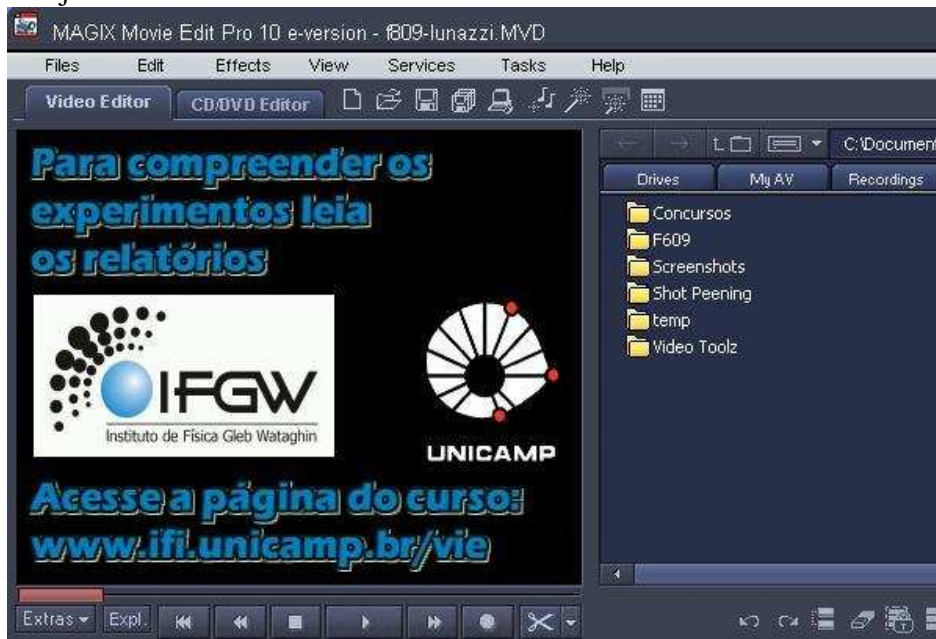 MAGIX Movie Edit Pro 10 e-version - f809-lunazzi.MVD
Files Edit Effects View Services Tasks Help
Video Editor CD/DVD Editor
C:\Document
Drives My AV Recordings
Para compreender os
experimentos leia
os relatórios
IFGW
Instituto de Física Gleb Wataghin
UNICAMP
Acesse a página do curso:
www.ifi.unicamp.br/vie
Concursos
F609
Screenshots
Shot Peening
temp
Video Toolz
Extras Expl.